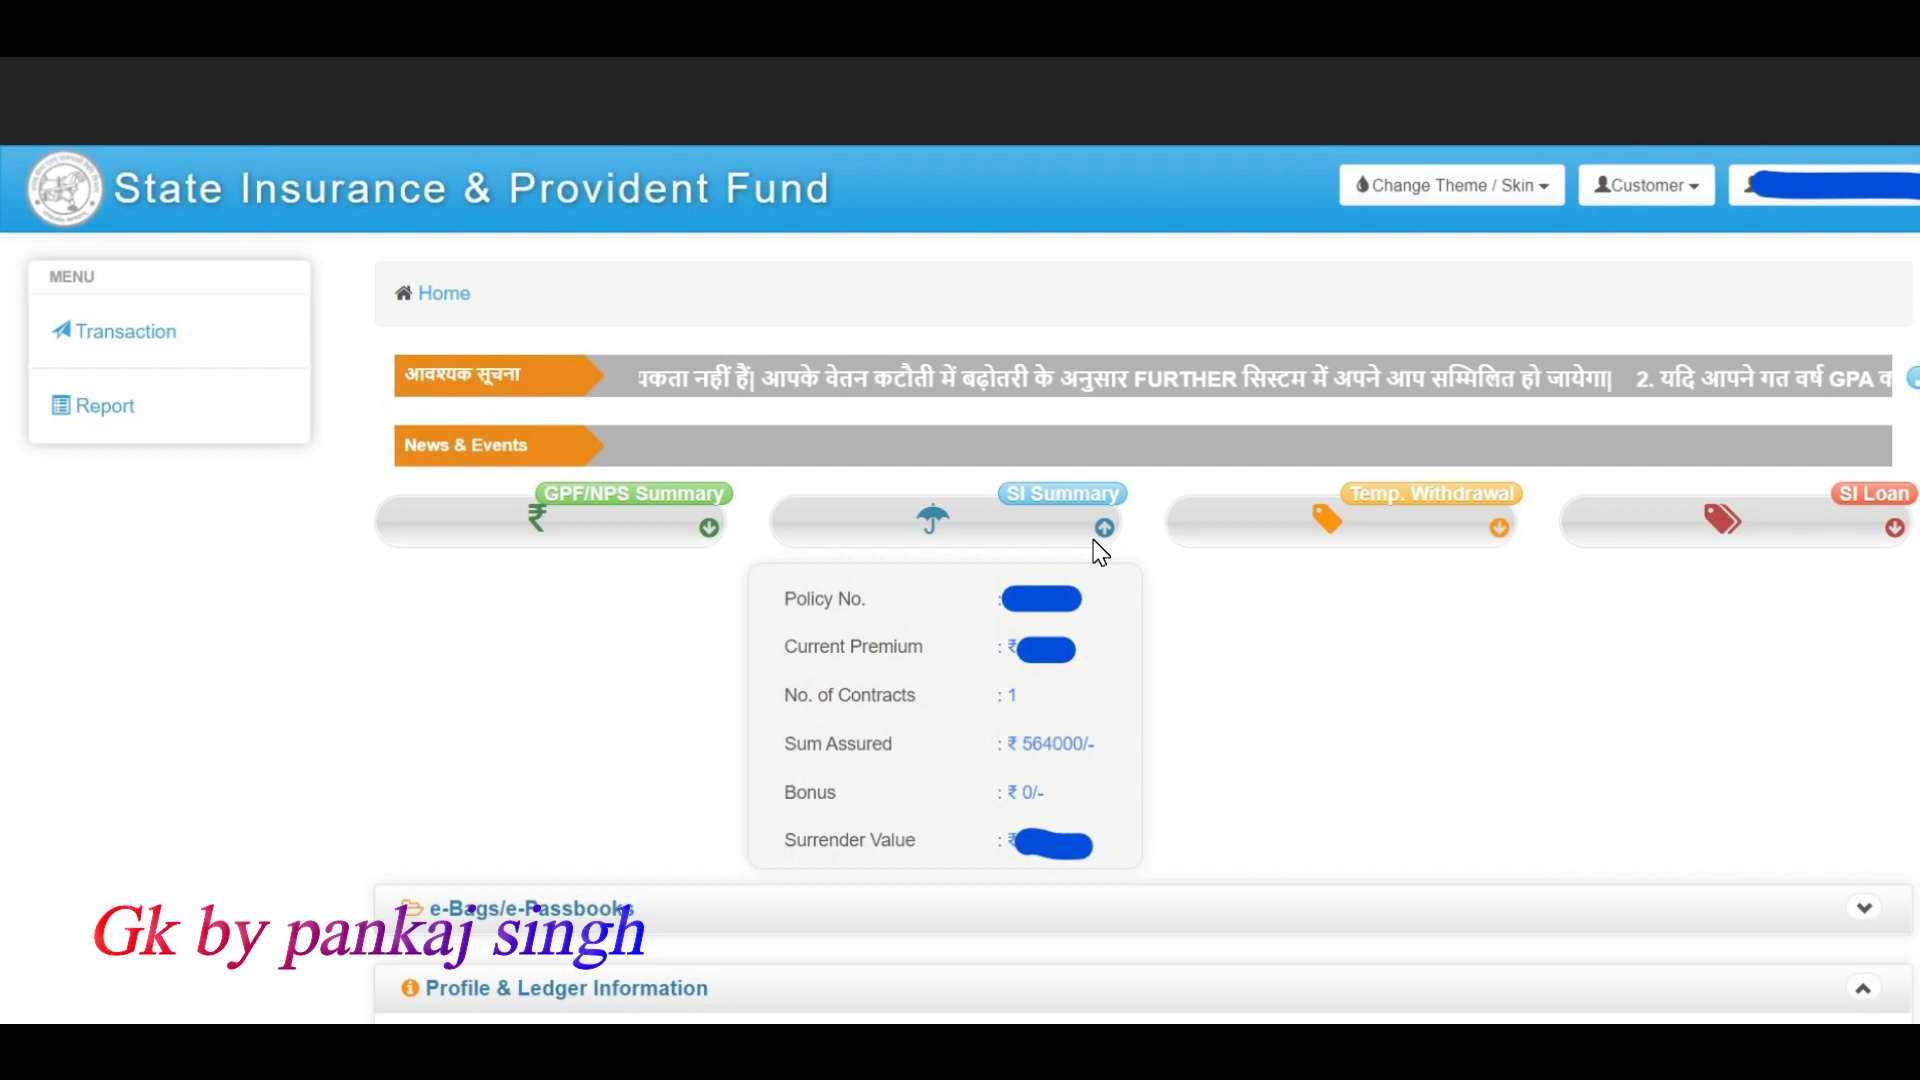 State Insurance & Provident Fund
Change Theme / Skin
Customer
MENU
Transaction
Report
Home
आवश्यक सूचना
नहीं हैं| आपके वेतन कटौती में बढ़ोतरी के अनुसार FURTHER सिस्टम में अपने आप सम्मिलित हो जायेगा| 2. यदि आपने गत वर्ष GPA
News & Events
GPF/NPS Summary
SI Summary
Temp. Withdrawal
SI Loan
Policy No. :
Current Premium : ₹
No. of Contracts : 1
Sum Assured : ₹ 564000/-
Bonus : ₹ 0/-
Surrender Value : ₹
e-Bags/e-Passbooks
Gk by pankaj singh
Profile & Ledger Information